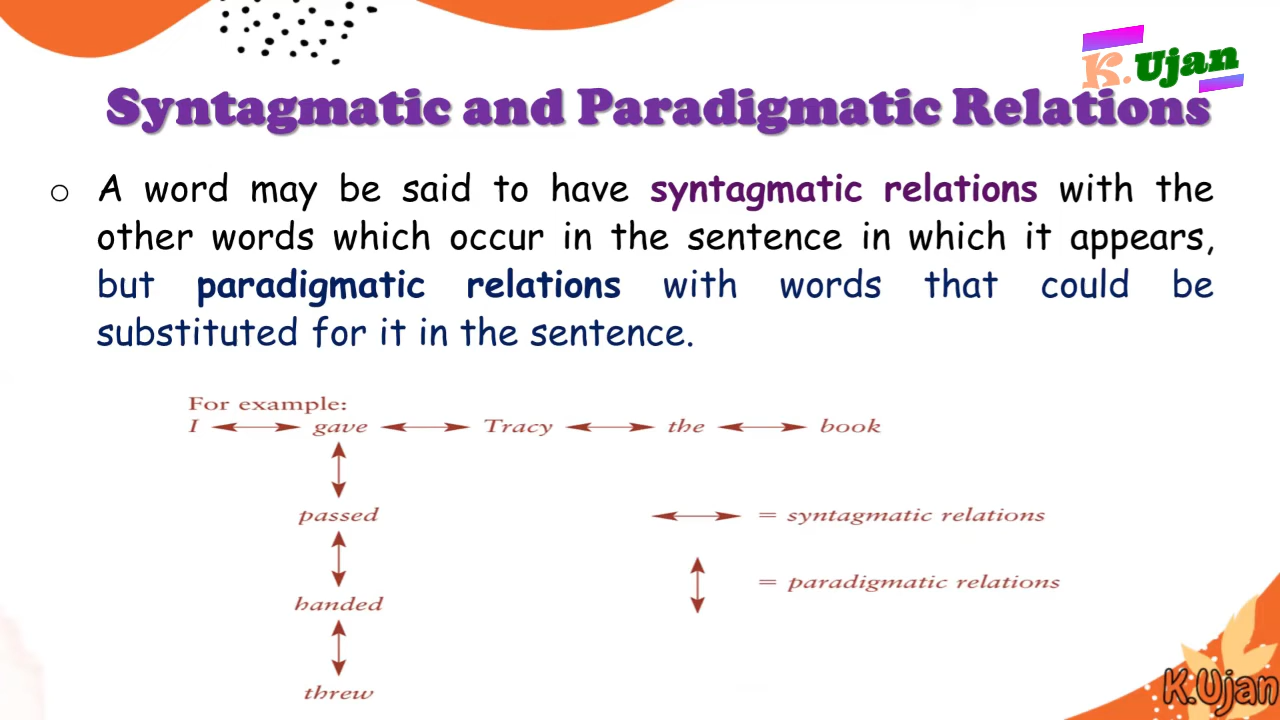 K. Ujan
Syntagmatic and Paradigmatic Relations
○ A word may be said to have syntagmatic relations with the
other words which occur in the sentence in which it appears,
but paradigmatic relations with words that could be
substituted for it in the sentence.
For example:
I gave Tracy the book
passed
= syntagmatic relations
= paradigmatic relations
handed
threw
K.Ujan